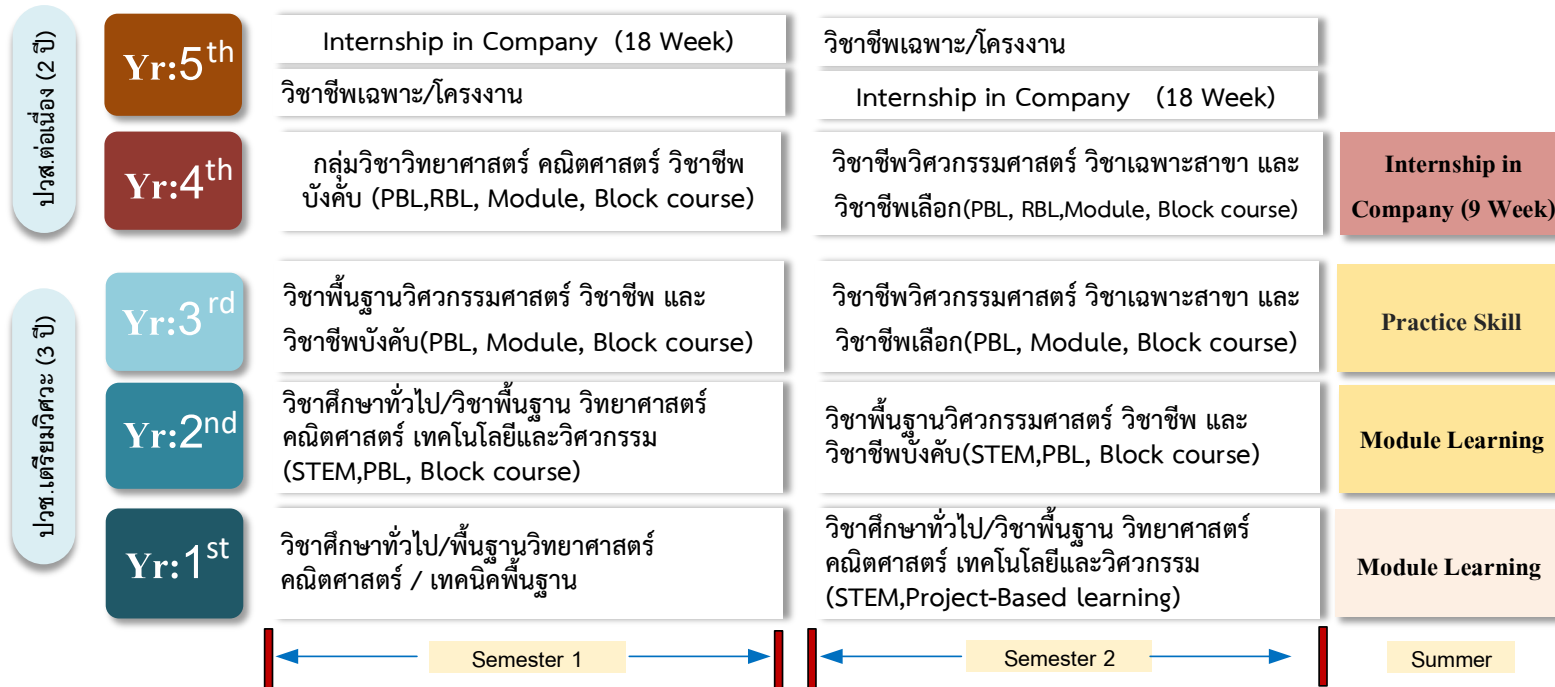 ปวส.ต่อเนื่อง (2 ปี)
Yr:5th
Internship in Company (18 Week)
วิชาชีพเฉพาะ/โครงงาน
วิชาชีพเฉพาะ/โครงงาน
Internship in Company (18 Week)
Yr:4th
กลุ่มวิชาวิทยาศาสตร์ คณิตศาสตร์ วิชาชีพ
บังคับ (PBL,RBL, Module, Block course)
วิชาชีพวิศวกรรมศาสตร์ วิชาเฉพาะสาขา และ
วิชาชีพเลือก(PBL, RBL,Module, Block course)
Internship in
Company (9 Week)
ปวช.เตรียมวิศวะ (3 ปี)
Yr:3rd
วิชาพื้นฐานวิศวกรรมศาสตร์ วิชาชีพ และ
วิชาชีพบังคับ(PBL, Module, Block course)
วิชาชีพวิศวกรรมศาสตร์ วิชาเฉพาะสาขา และ
วิชาชีพเลือก(PBL, Module, Block course)
Practice Skill
Yr:2nd
วิชาศึกษาทั่วไป/วิชาพื้นฐาน วิทยาศาสตร์
คณิตศาสตร์ เทคโนโลยีและวิศวกรรม
(STEM,PBL, Block course)
วิชาพื้นฐานวิศวกรรมศาสตร์ วิชาชีพ และ
วิชาชีพบังคับ(STEM,PBL, Block course)
Module Learning
Yr:1st
วิชาศึกษาทั่วไป/พื้นฐานวิทยาศาสตร์
คณิตศาสตร์ / เทคนิคพื้นฐาน
วิชาศึกษาทั่วไป/วิชาพื้นฐาน วิทยาศาสตร์
คณิตศาสตร์ เทคโนโลยีและวิศวกรรม
(STEM,Project-Based learning)
Module Learning
Semester 1
Semester 2
Summer